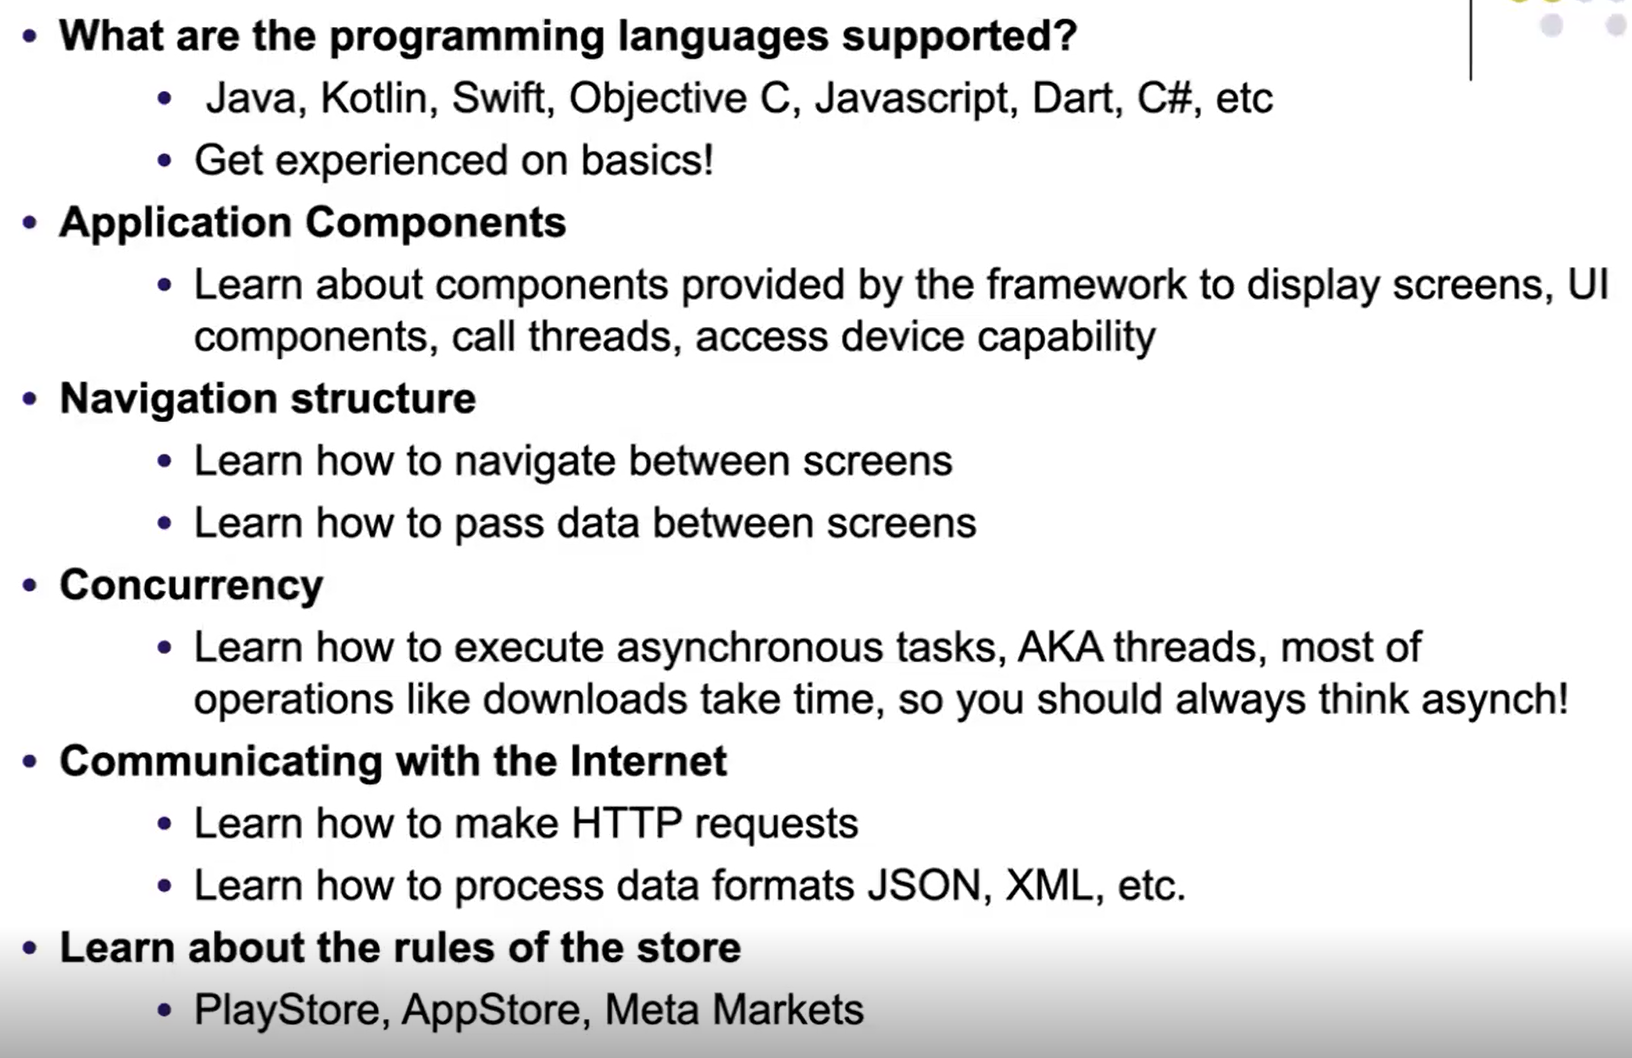 What are the programming languages supported?
Java, Kotlin, Swift, Objective C, Javascript, Dart, C#, etc
Get experienced on basics!
Application Components
Learn about components provided by the framework to display screens, UI
components, call threads, access device capability
Navigation structure
Learn how to navigate between screens
Learn how to pass data between screens
Concurrency
Learn how to execute asynchronous tasks, AKA threads, most of
operations like downloads take time, so you should always think asynch!
Communicating with the Internet
Learn how to make HTTP requests
Learn how to process data formats JSON, XML, etc.
Learn about the rules of the store
PlayStore, AppStore, Meta Markets